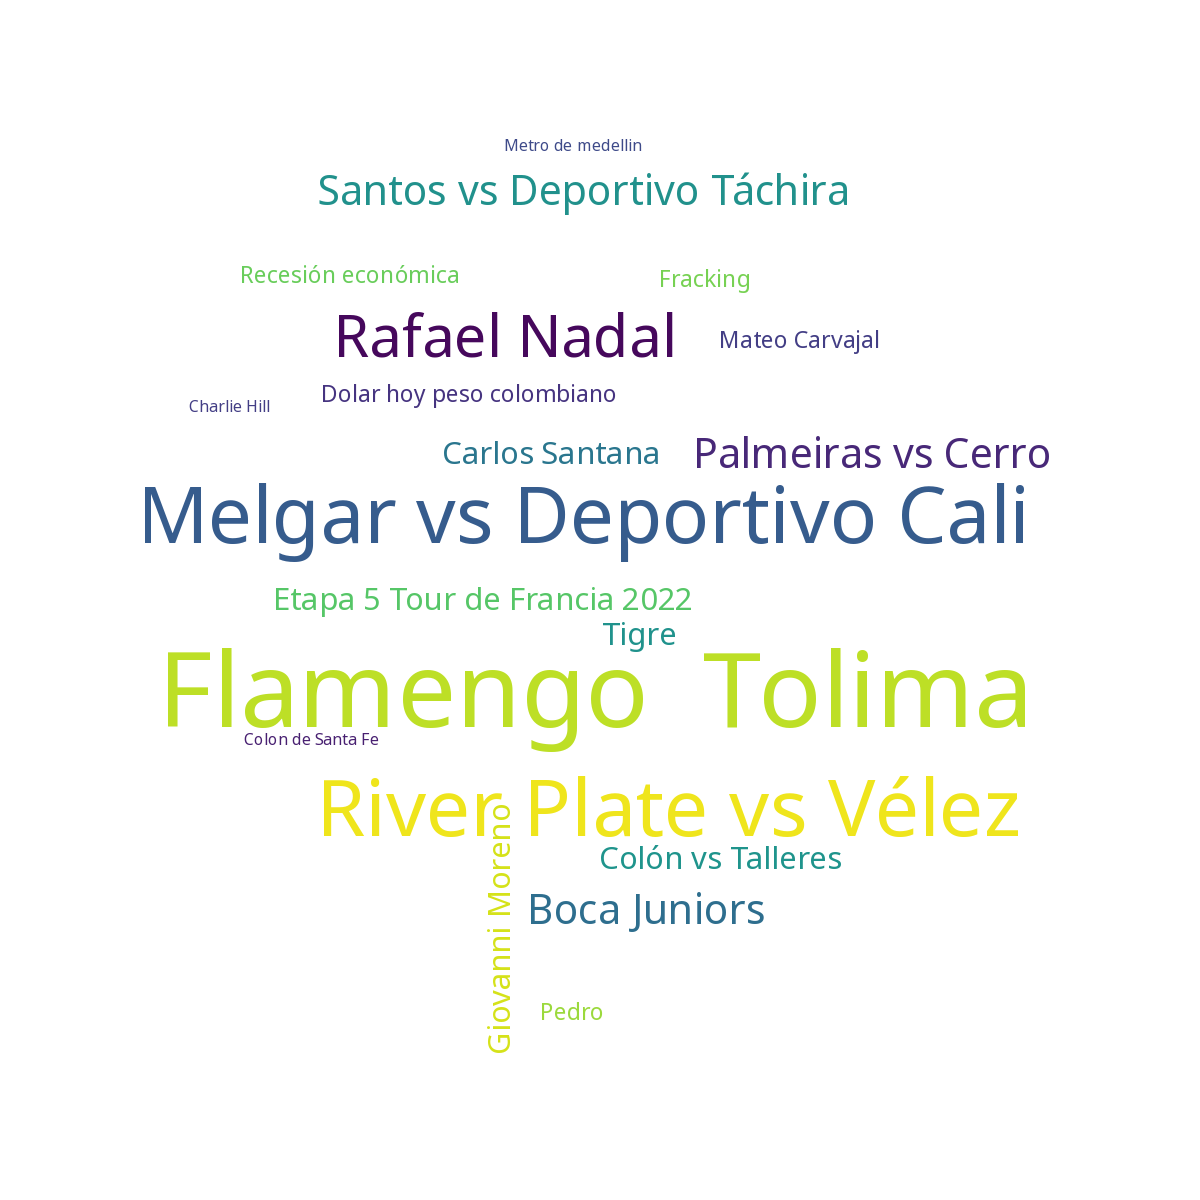 Metro de medellin
Santos vs Deportivo Táchira
Recesión económica
Fracking
Rafael Nadal
Mateo Carvajal
Dolar hoy peso colombiano
Charlie Hill
Carlos Santana
Palmeiras vs Cerro
Melgar vs Deportivo Cali
Etapa 5 Tour de Francia 2022
Tigre
Flamengo Tolima
Colon de Santa Fe
River Plate vs Vélez
Giovanni Moreno
Colón vs Talleres
Boca Juniors
Pedro